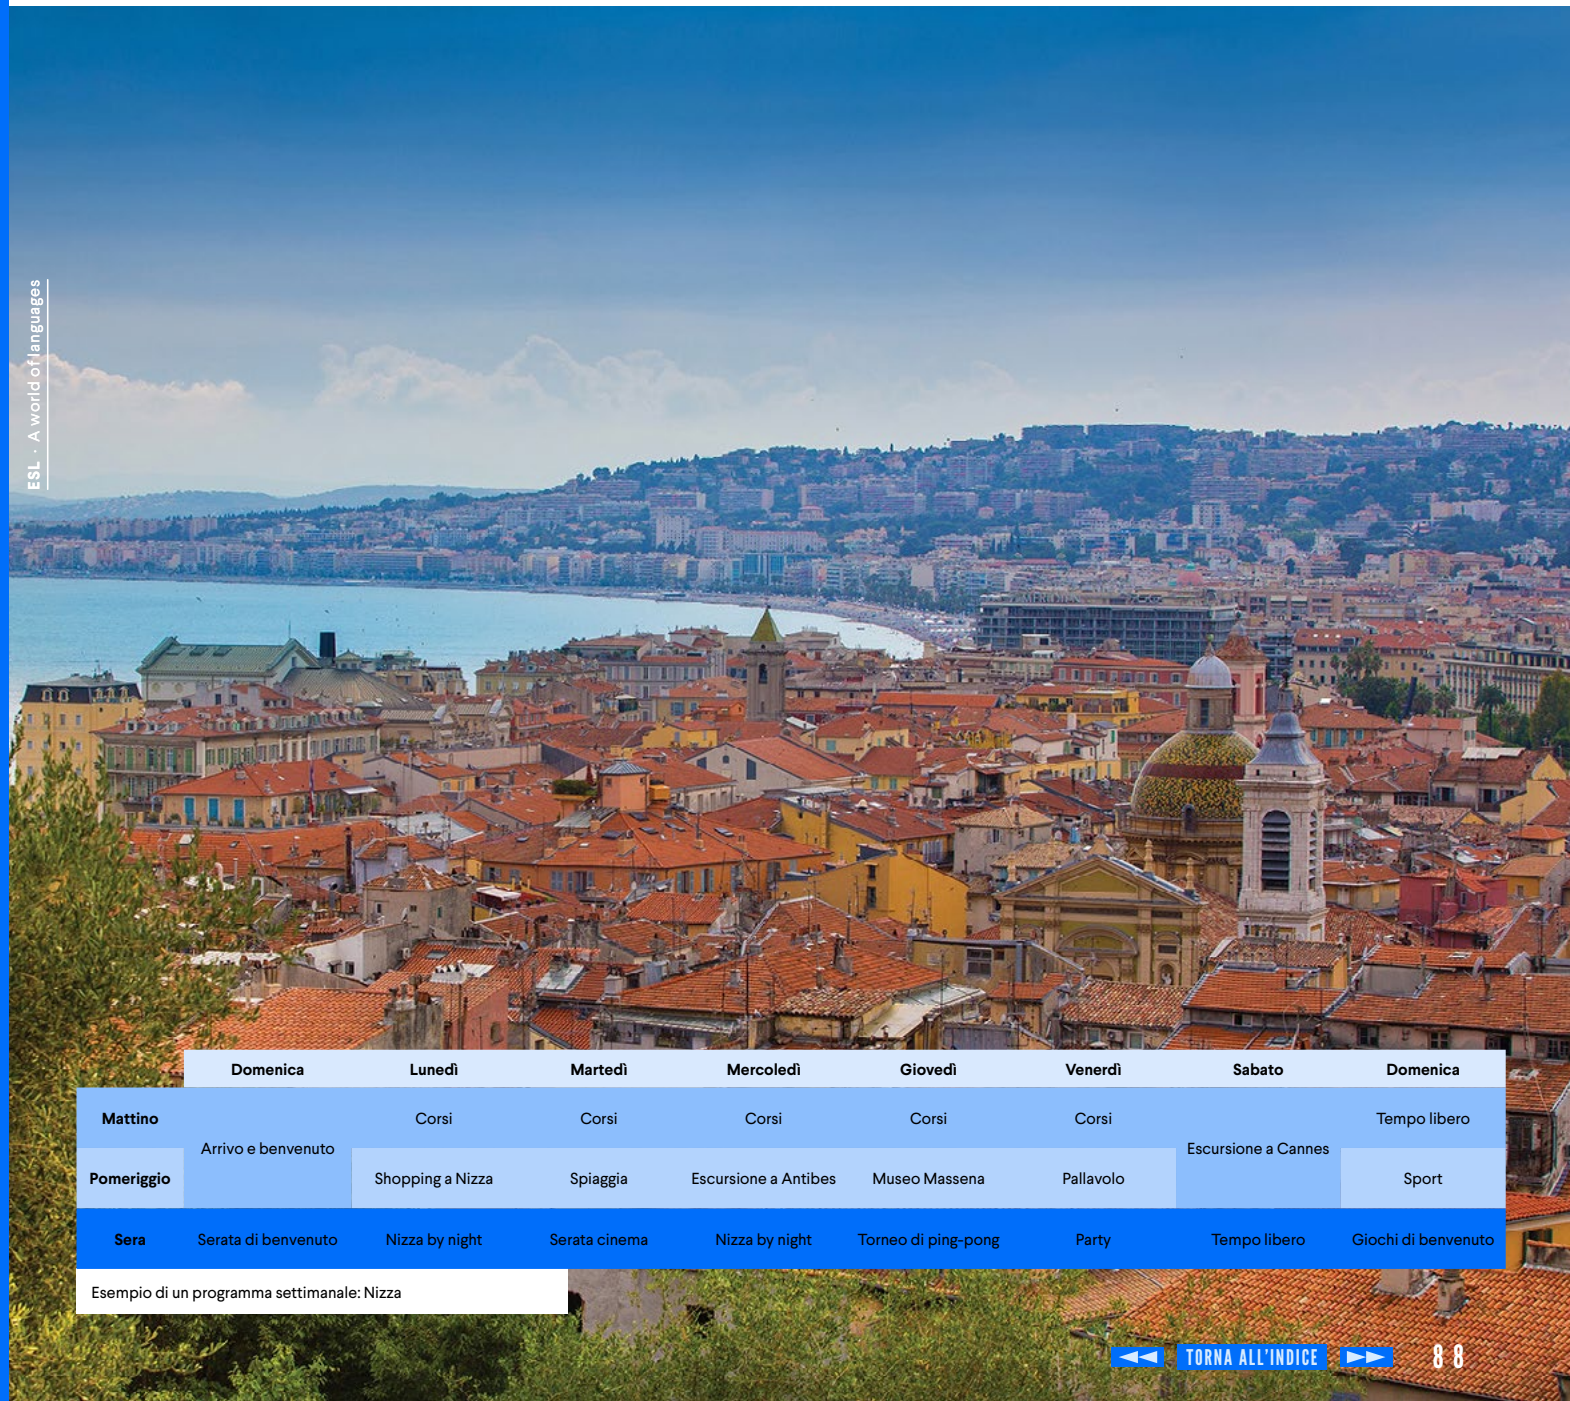 ESL · A world of languages
Domenica Lunedì Martedì Mercoledì Giovedì Venerdì Sabato Domenica
Mattino Corsi Corsi Corsi Corsi Corsi Tempo libero
Arrivo e benvenuto Escursione a Cannes
Pomeriggio Shopping a Nizza Spiaggia Escursione a Antibes Museo Massena Pallavolo Sport
Sera Serata di benvenuto Nizza by night Serata cinema Nizza by night Torneo di ping-pong Party Tempo libero Giochi di benvenuto
Esempio di un programma settimanale: Nizza
TORNA ALL'INDICE 88